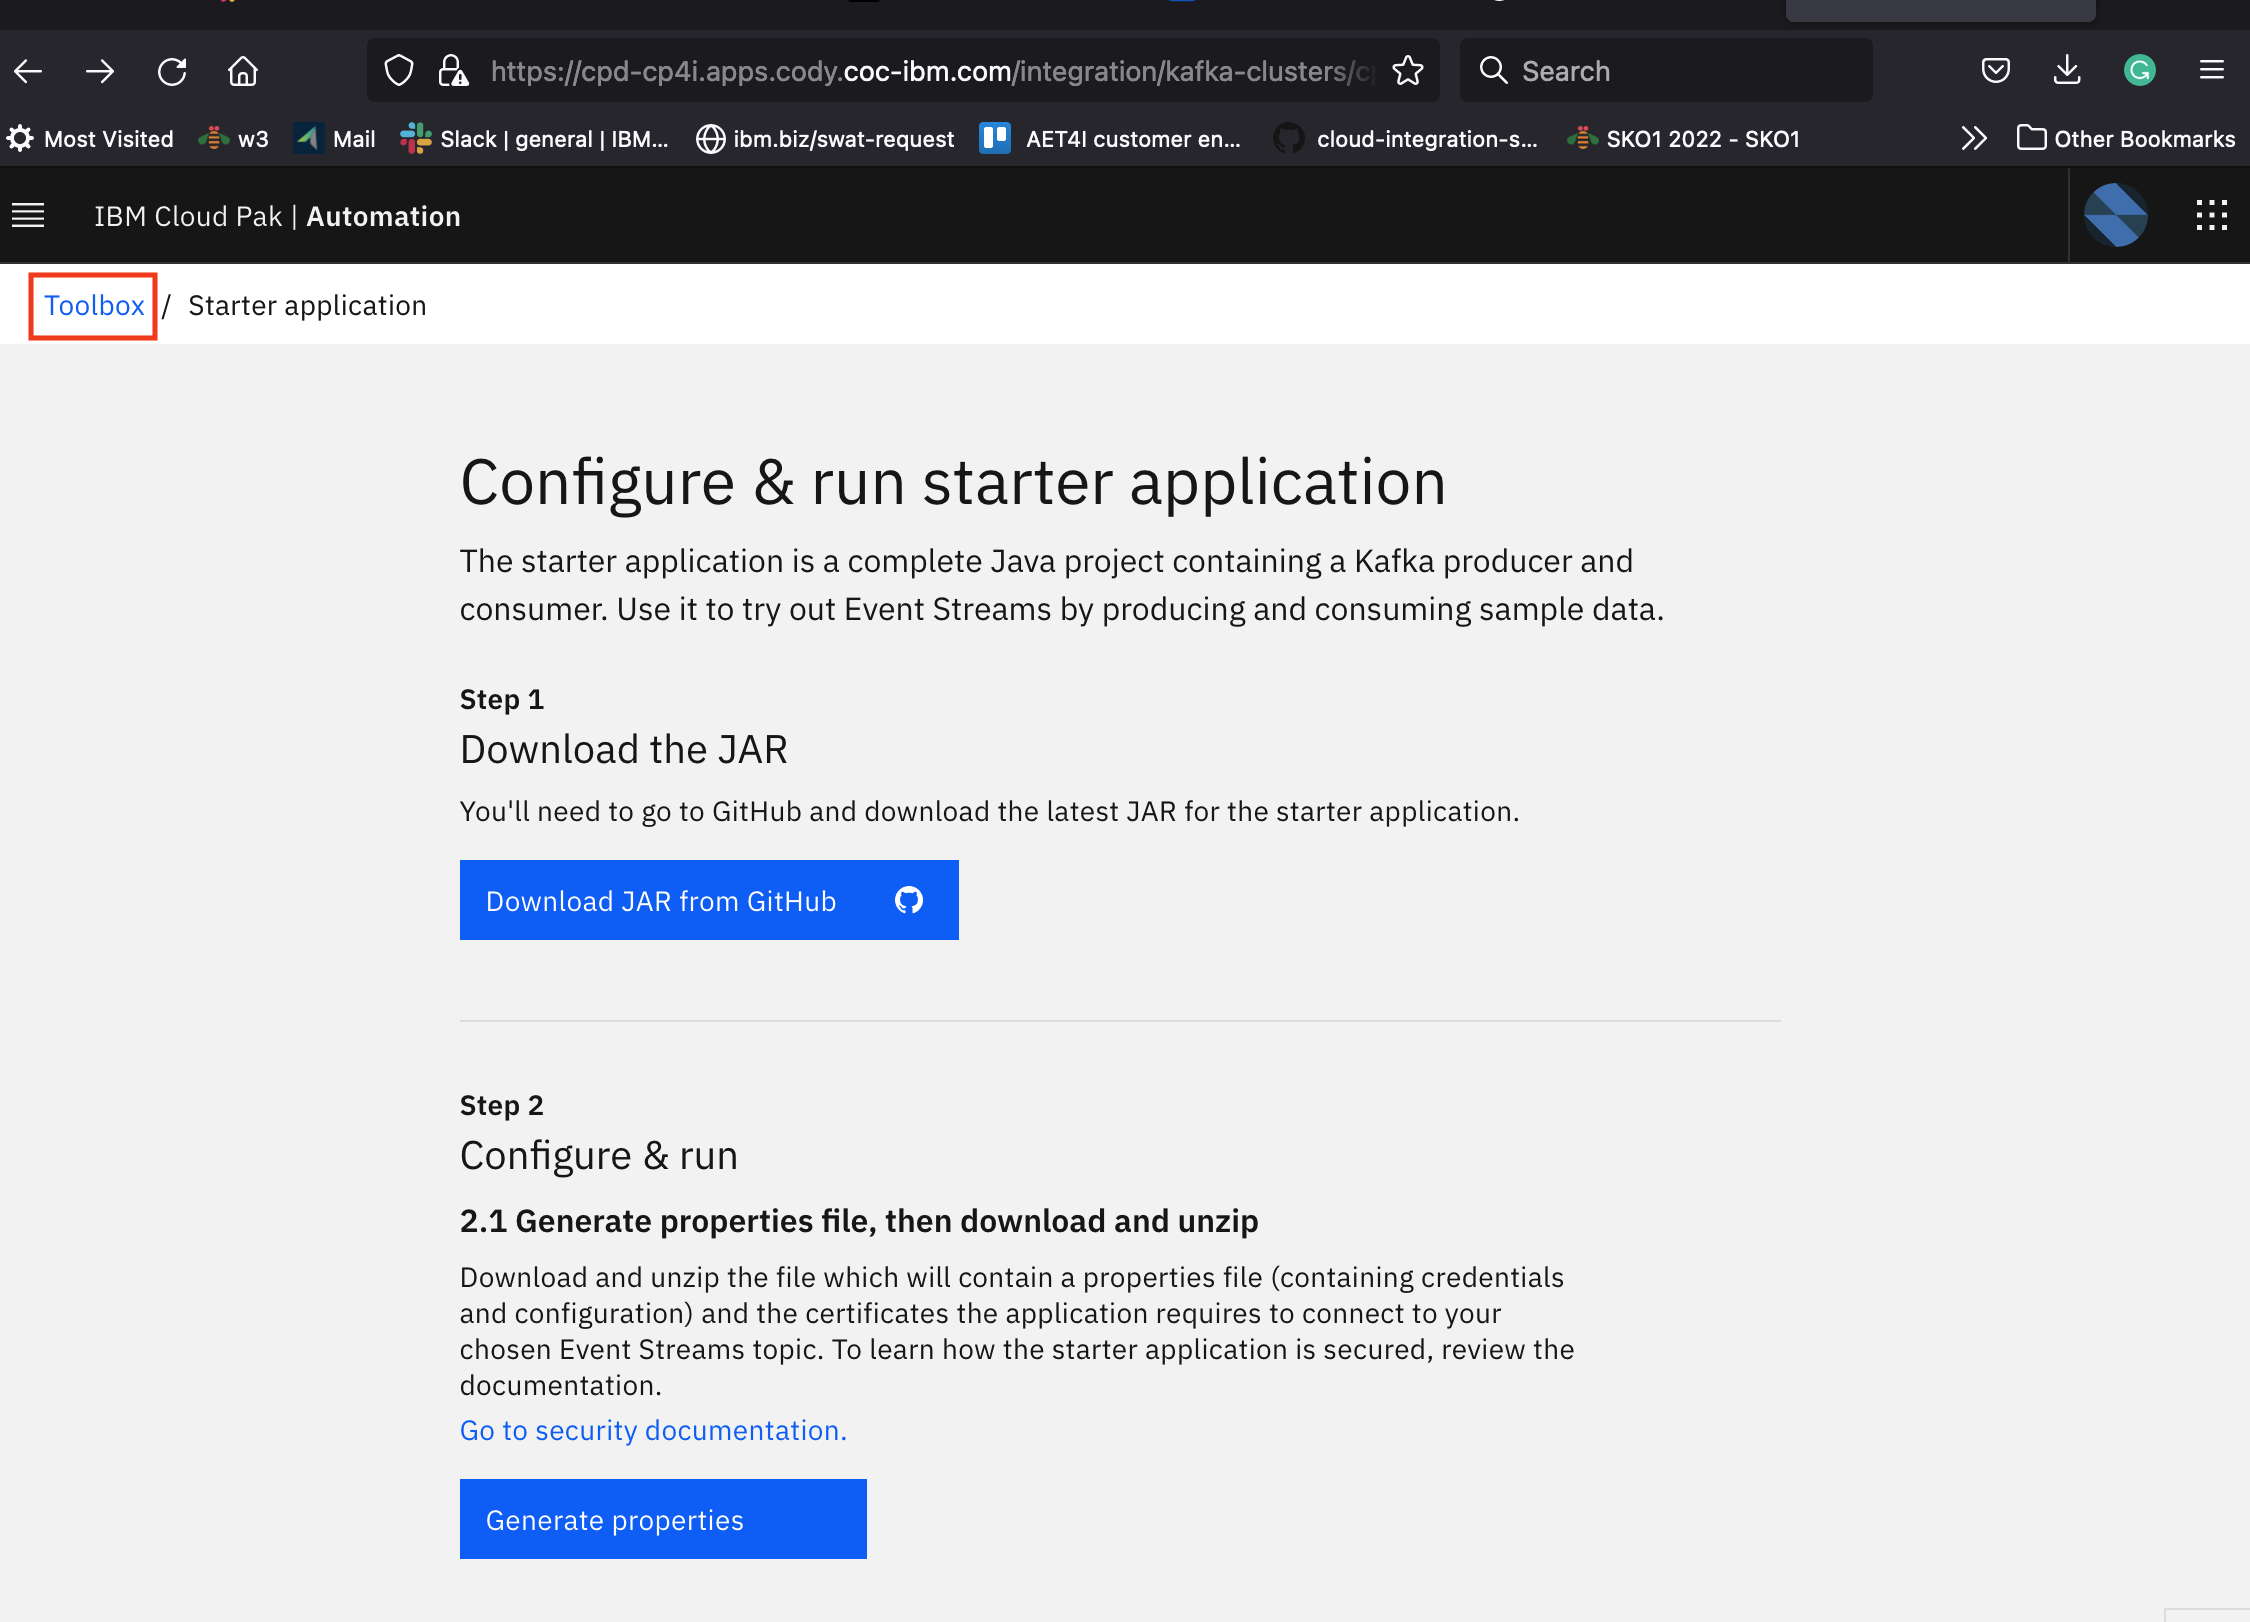 https://cpd-cp4i.apps.cody.coc-ibm.com/integration/kafka-clusters/c
Search
Most Visited
w3
Mail
Slack | general | IBM...
ibm.biz/swat-request
AET4I customer en...
cloud-integration-s...
SKO1 2022 - SKO1
Other Bookmarks
IBM Cloud Pak | Automation
Toolbox / Starter application
Configure & run starter application
The starter application is a complete Java project containing a Kafka producer and
consumer. Use it to try out Event Streams by producing and consuming sample data.
Step 1
Download the JAR
You'll need to go to GitHub and download the latest JAR for the starter application.
Download JAR from GitHub
Step 2
Configure & run
2.1 Generate properties file, then download and unzip
Download and unzip the file which will contain a properties file (containing credentials
and configuration) and the certificates the application requires to connect to your
chosen Event Streams topic. To learn how the starter application is secured, review the
documentation.
Go to security documentation.
Generate properties